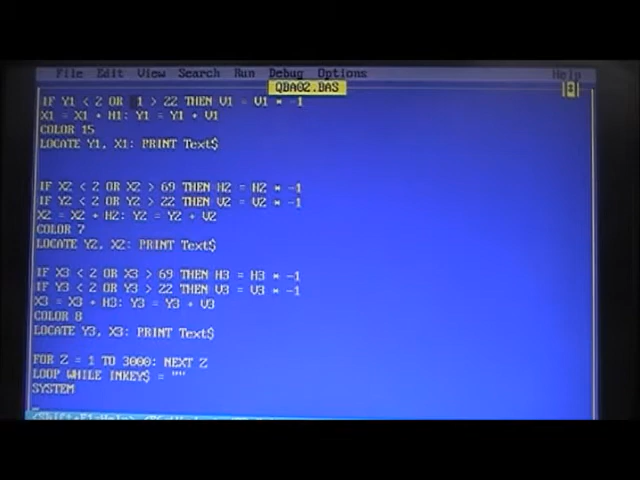 File Edit View Search Run Debug Options Help
QBA02.BAS
IF Y1 < 2 OR 1 > 22 THEN V1 = V1 * -1
X1 = X1 + H1: Y1 = Y1 + V1
COLOR 15
LOCATE Y1, X1: PRINT Text$
IF X2 < 2 OR X2 > 69 THEN H2 = H2 * -1
IF Y2 < 2 OR Y2 > 22 THEN V2 = V2 * -1
X2 = X2 + H2: Y2 = Y2 + V2
COLOR 7
LOCATE Y2, X2: PRINT Text$
IF X3 < 2 OR X3 > 69 THEN H3 = H3 * -1
IF Y3 < 2 OR Y3 > 22 THEN V3 = V3 * -1
X3 = X3 + H3: Y3 = Y3 + V3
COLOR 8
LOCATE Y3, X3: PRINT Text$
FOR Z = 1 TO 3000: NEXT Z
LOOP WHILE INKEY$ = ""
SYSTEM